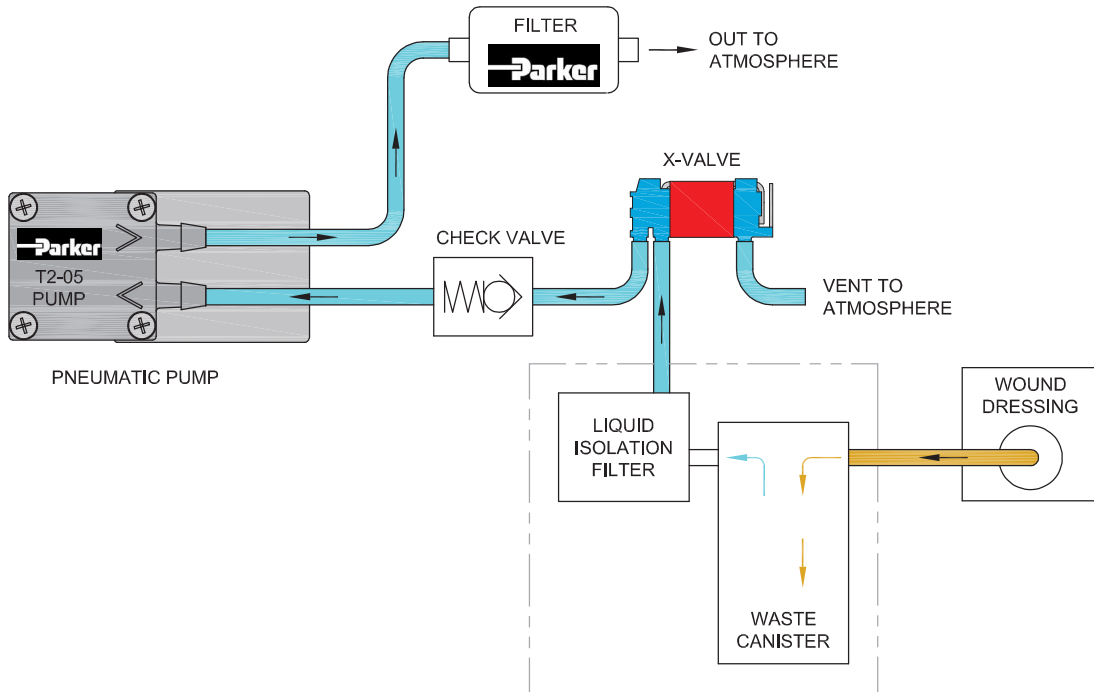 FILTER
Parker
OUT TO
ATMOSPHERE
X-VALVE
Parker
T2-05
PUMP
CHECK VALVE
VENT TO
ATMOSPHERE
PNEUMATIC PUMP
WOUND
DRESSING
LIQUID
ISOLATION
FILTER
WASTE
CANISTER